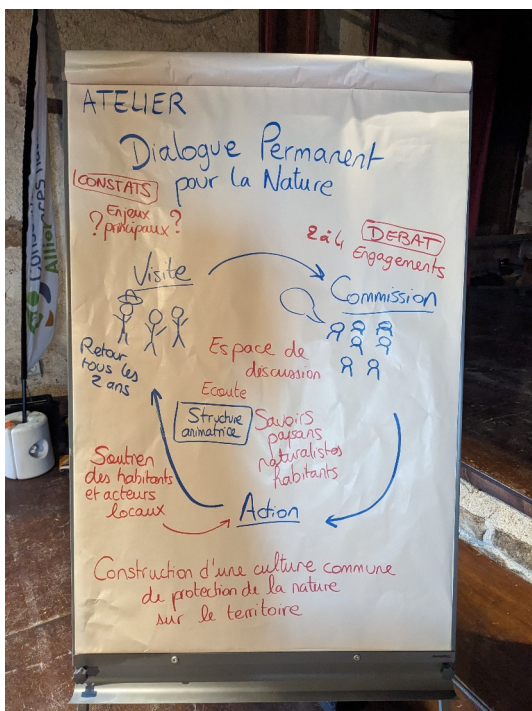 ATELIER
Dialogue Permanent
pour la Nature
CONSTATS
? Enjeux principaux ?
2 à 4
DEBAT
Engagements
Visite
Commission
Retour
tous les
2 ans
Espace de
discussion
Ecoute
Structure
animatrice
Savoirs
paysans
naturalistes
habitants
Soutien
des habitants
et acteurs
locaux
Action
Construction d'une culture commune
de protection de la nature
sur le territoire
Allier